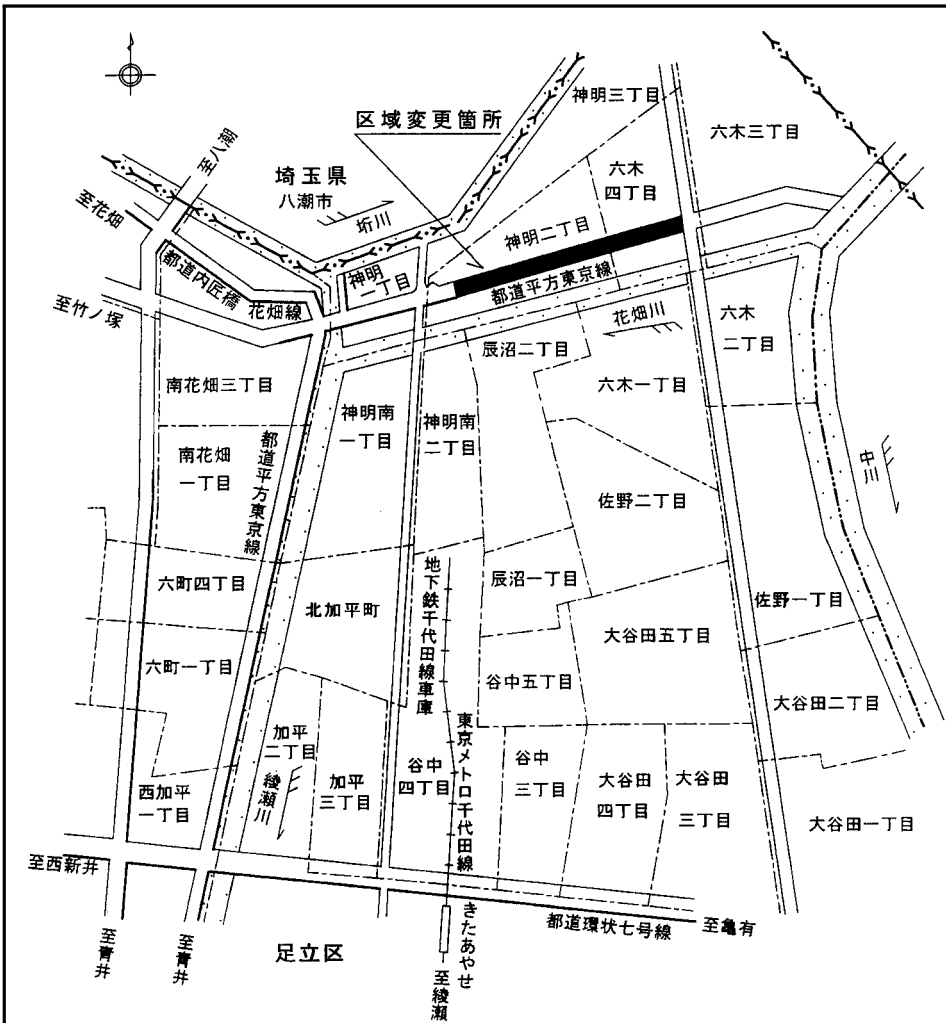 区域変更箇所
神明三丁目
六木三丁目
至八潮
埼玉県
八潮市
垳川
六木
四丁目
至花畑
神明二丁目
神明
一丁目
都道内匠橋
花畑線
都道平方東京線
至竹ノ塚
花畑川
六木
二丁目
辰沼二丁目
南花畑三丁目
六木一丁目
神明南
一丁目
神明南
二丁目
都道平方東京線
南花畑
一丁目
中川
佐野二丁目
地下鉄千代田線車庫
六町四丁目
辰沼一丁目
北加平町
佐野一丁目
大谷田五丁目
六町一丁目
谷中五丁目
大谷田二丁目
東京メトロ千代田線
加平
二丁目
綾瀬川
加平
三丁目
谷中
四丁目
谷中
三丁目
大谷田
四丁目
大谷田
三丁目
西加平
一丁目
大谷田一丁目
至西新井
きたあやせ
都道環状七号線
至亀有
至青井
至青井
足立区
至綾瀬